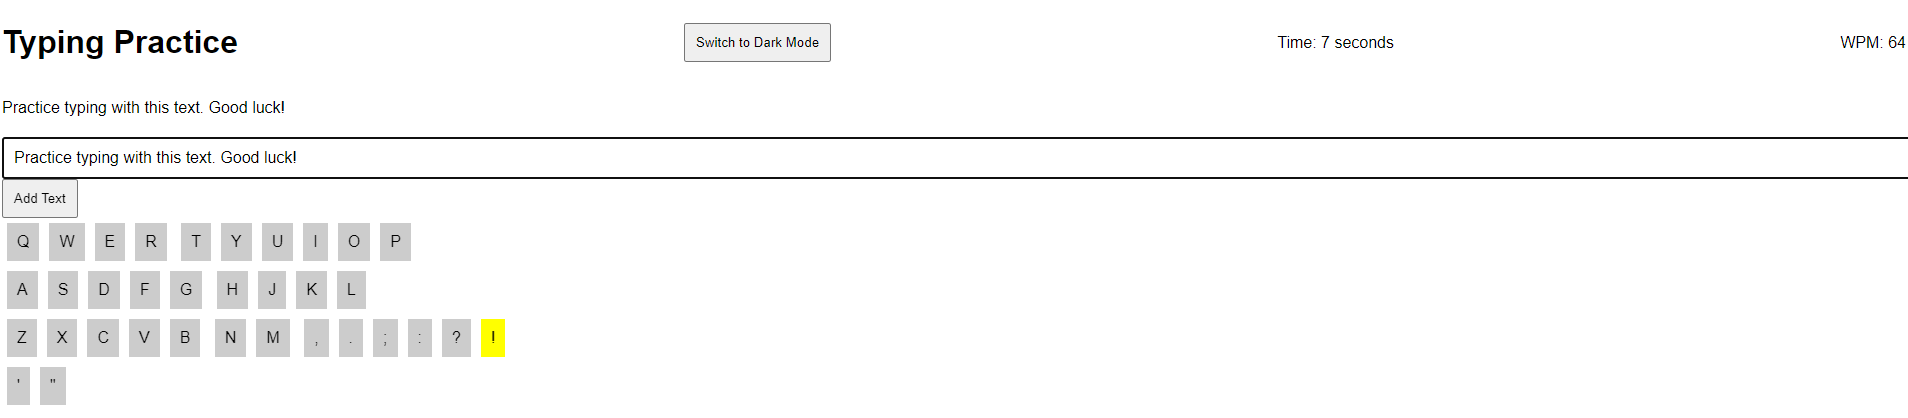 Typing Practice Switch to Dark Mode Time: 7 seconds WPM: 64
Practice typing with this text. Good luck!
Practice typing with this text. Good luck!
Add Text
Q W E R T Y U I O P
A S D F G H J K L
Z X C V B N M , . ; : ? !
' "